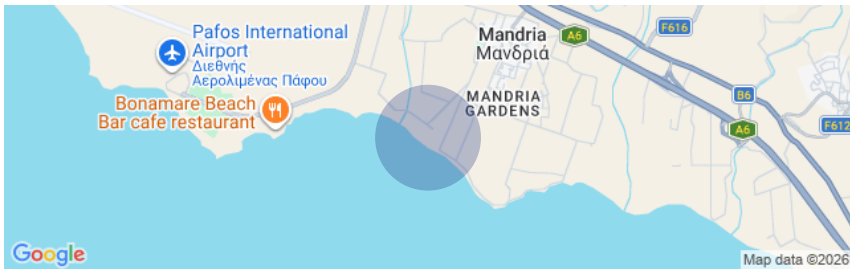 Pafos International
Airport
Διεθνής
Αερολιμένας Πάφου
Bonamare Beach
Bar cafe restaurant
Mandria
Μανδριά
MANDRIA
GARDENS
A6
F616
B6
A6
F612
Google
Map data ©2026